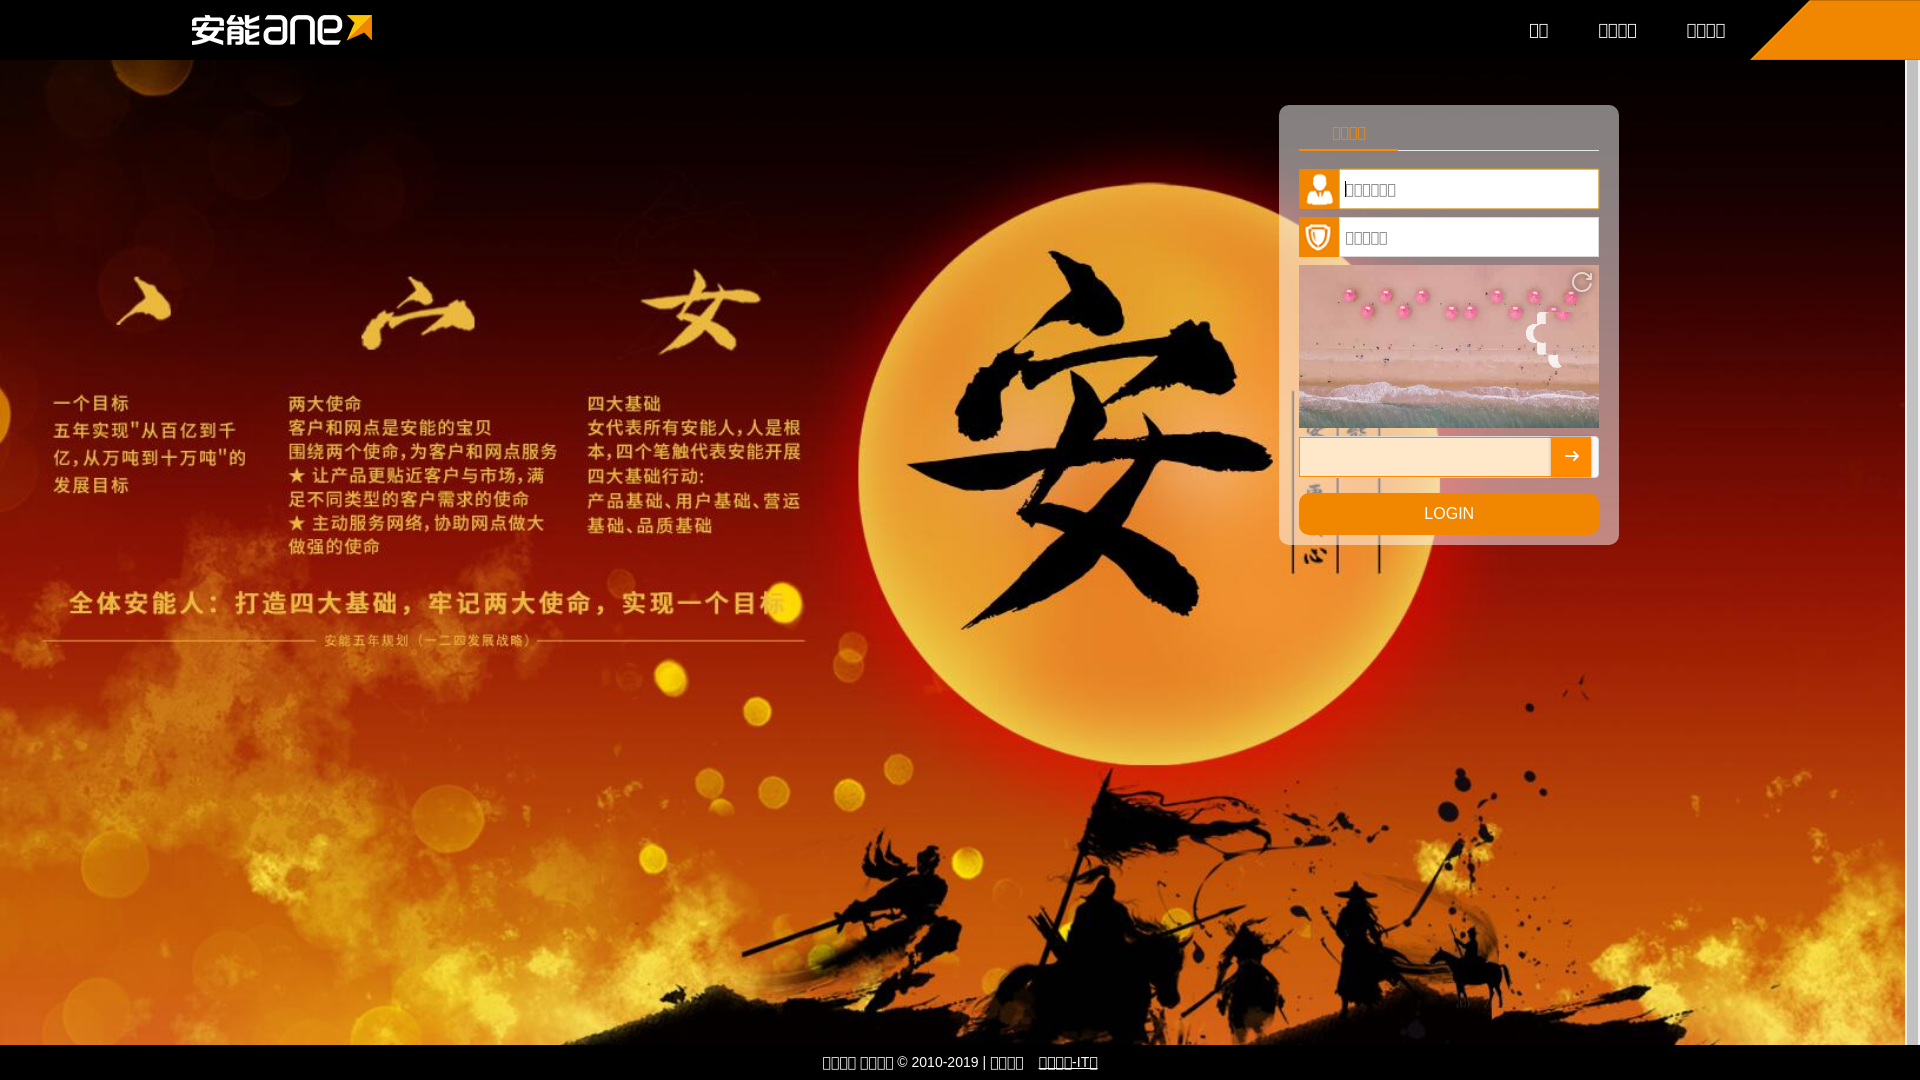 安能ane
一个目标
五年实现"从百亿到千
亿,从万吨到十万吨"的
发展目标
两大使命
客户和网点是安能的宝贝
围绕两个使命,为客户和网点服务
★ 让产品更贴近客户与市场,满
足不同类型的客户需求的使命
★ 主动服务网络,协助网点做大
做强的使命
四大基础
女代表所有安能人,人是根
本,四个笔触代表安能开展
四大基础行动:
产品基础、用户基础、营运
基础、品质基础
全体安能人：打造四大基础，牢记两大使命，实现一个目标
安能五年规划（一二四发展战略）
安
LOGIN
© 2010-2019 |
-IT